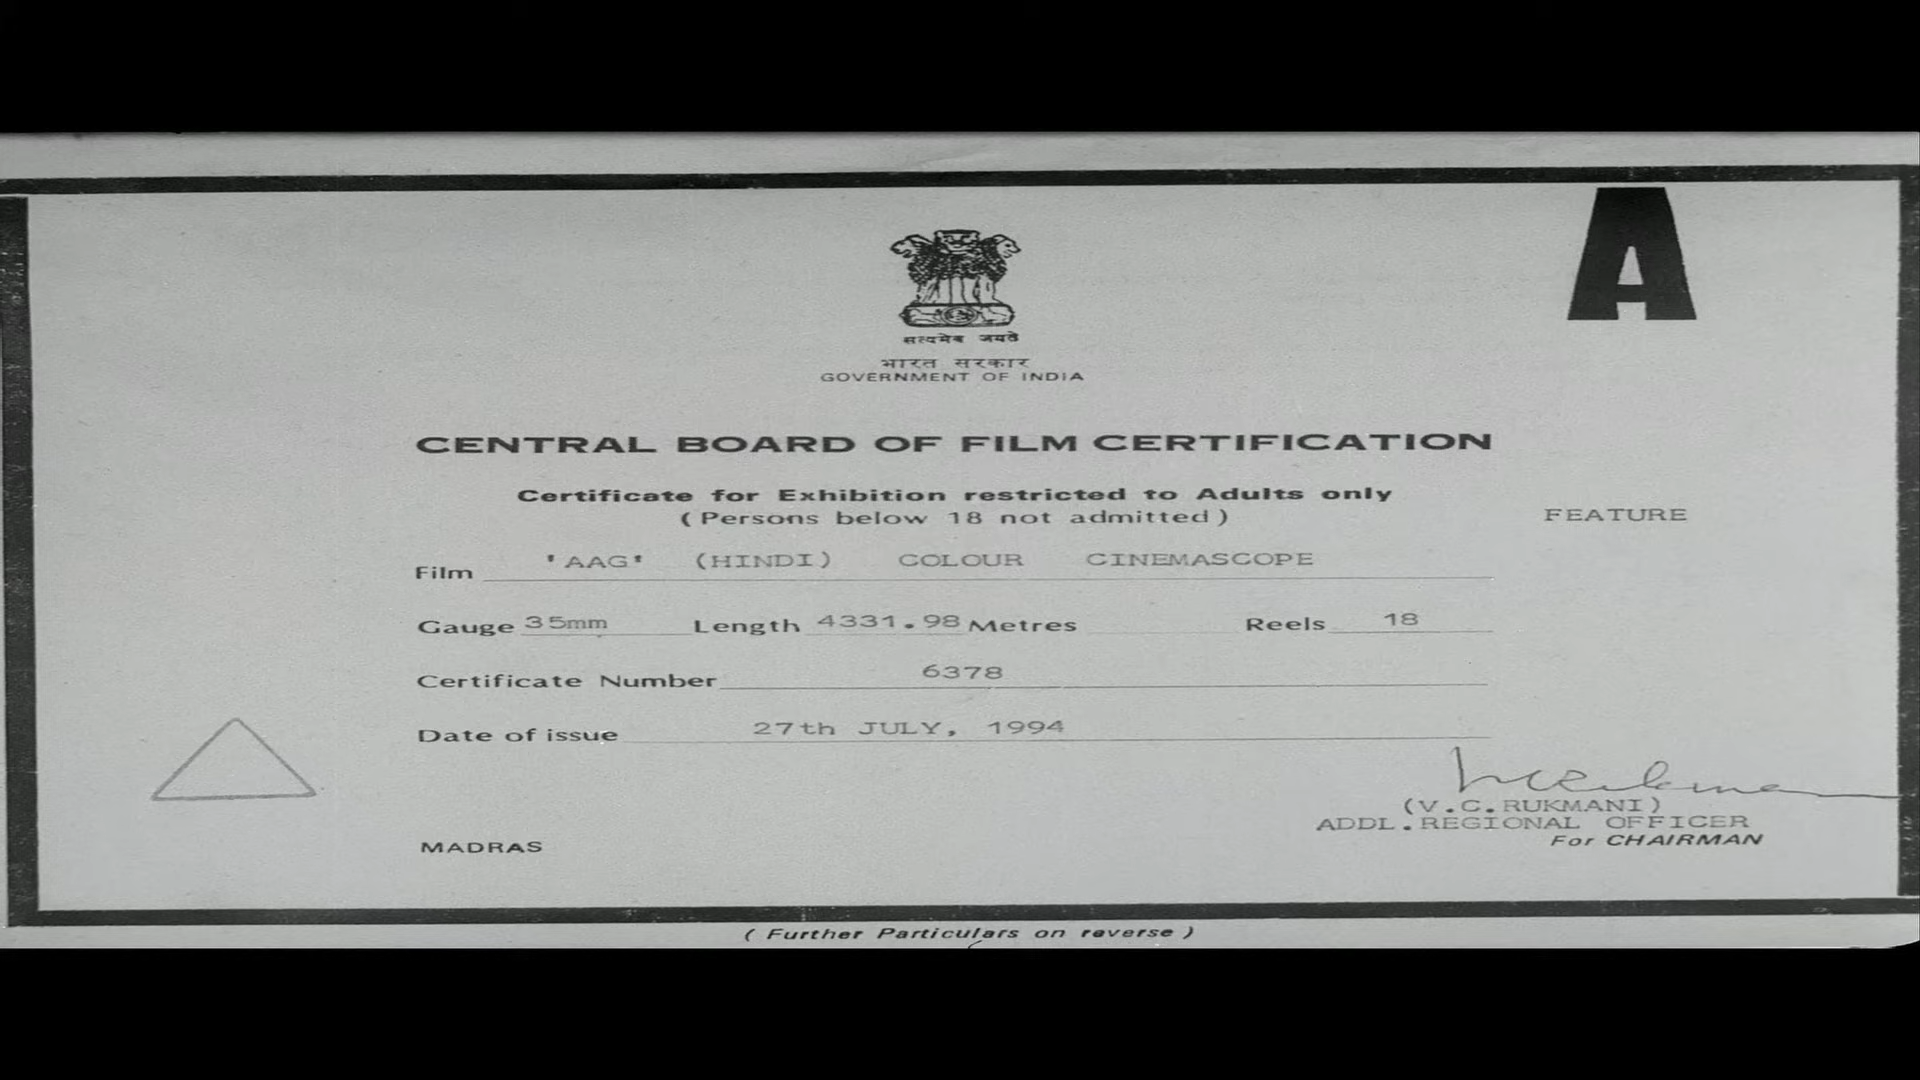 A
सत्यमेव जयते
भारत सरकार
GOVERNMENT OF INDIA
CENTRAL BOARD OF FILM CERTIFICATION
Certificate for Exhibition restricted to Adults only
(Persons below 18 not admitted)
FEATURE
Film 'AAG' (HINDI) COLOUR CINEMASCOPE
Gauge 35mm Length 4331.98 Metres Reels 18
Certificate Number 6378
Date of issue 27th JULY, 1994
(V.C.RUKMANI)
ADDL.REGIONAL OFFICER
For CHAIRMAN
MADRAS
( Further Particulars on reverse )